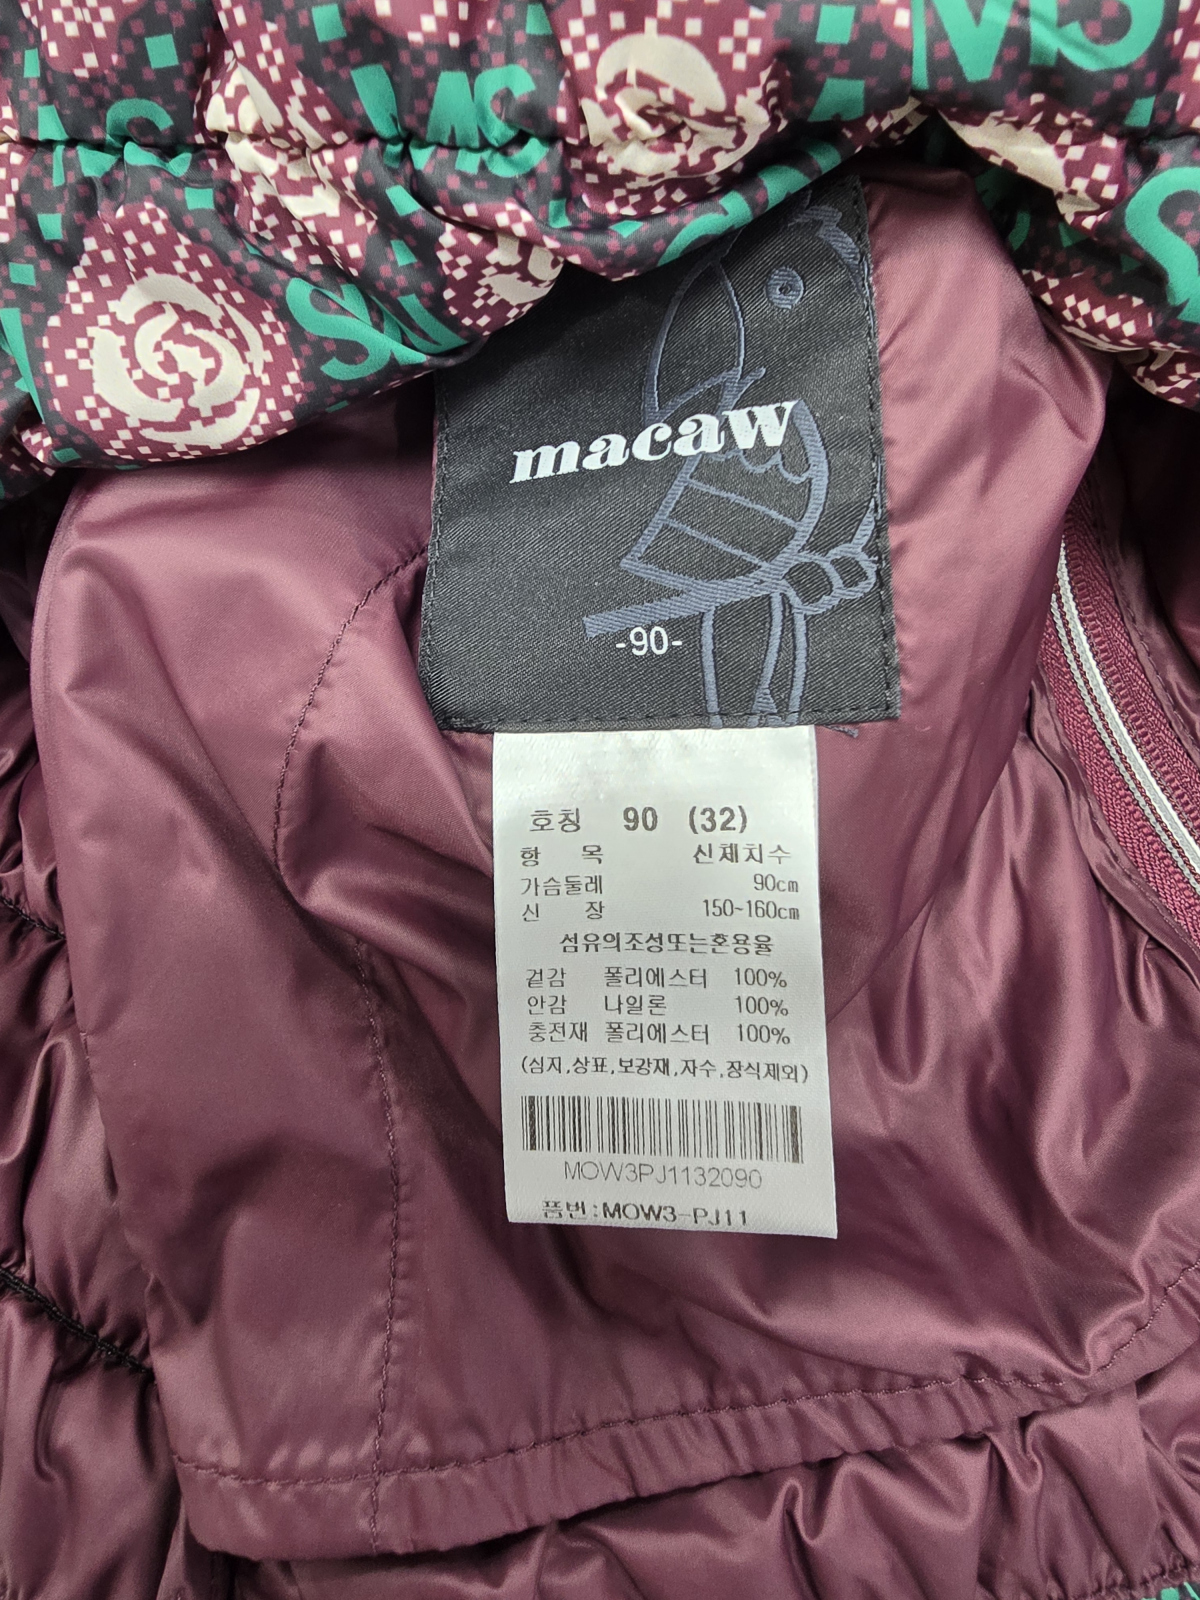 MS
MS
macaw
-90-
호칭 90 (32)
항 목 신체치수
가슴둘레 90cm
신 장 150~160cm
섬유의조성또는혼용율
겉감 폴리에스터 100%
안감 나일론 100%
충전재 폴리에스터 100%
(심지,상표,보강재,자수,장식제외)
MOW3PJ1132090
품번:MOW3-PJ11